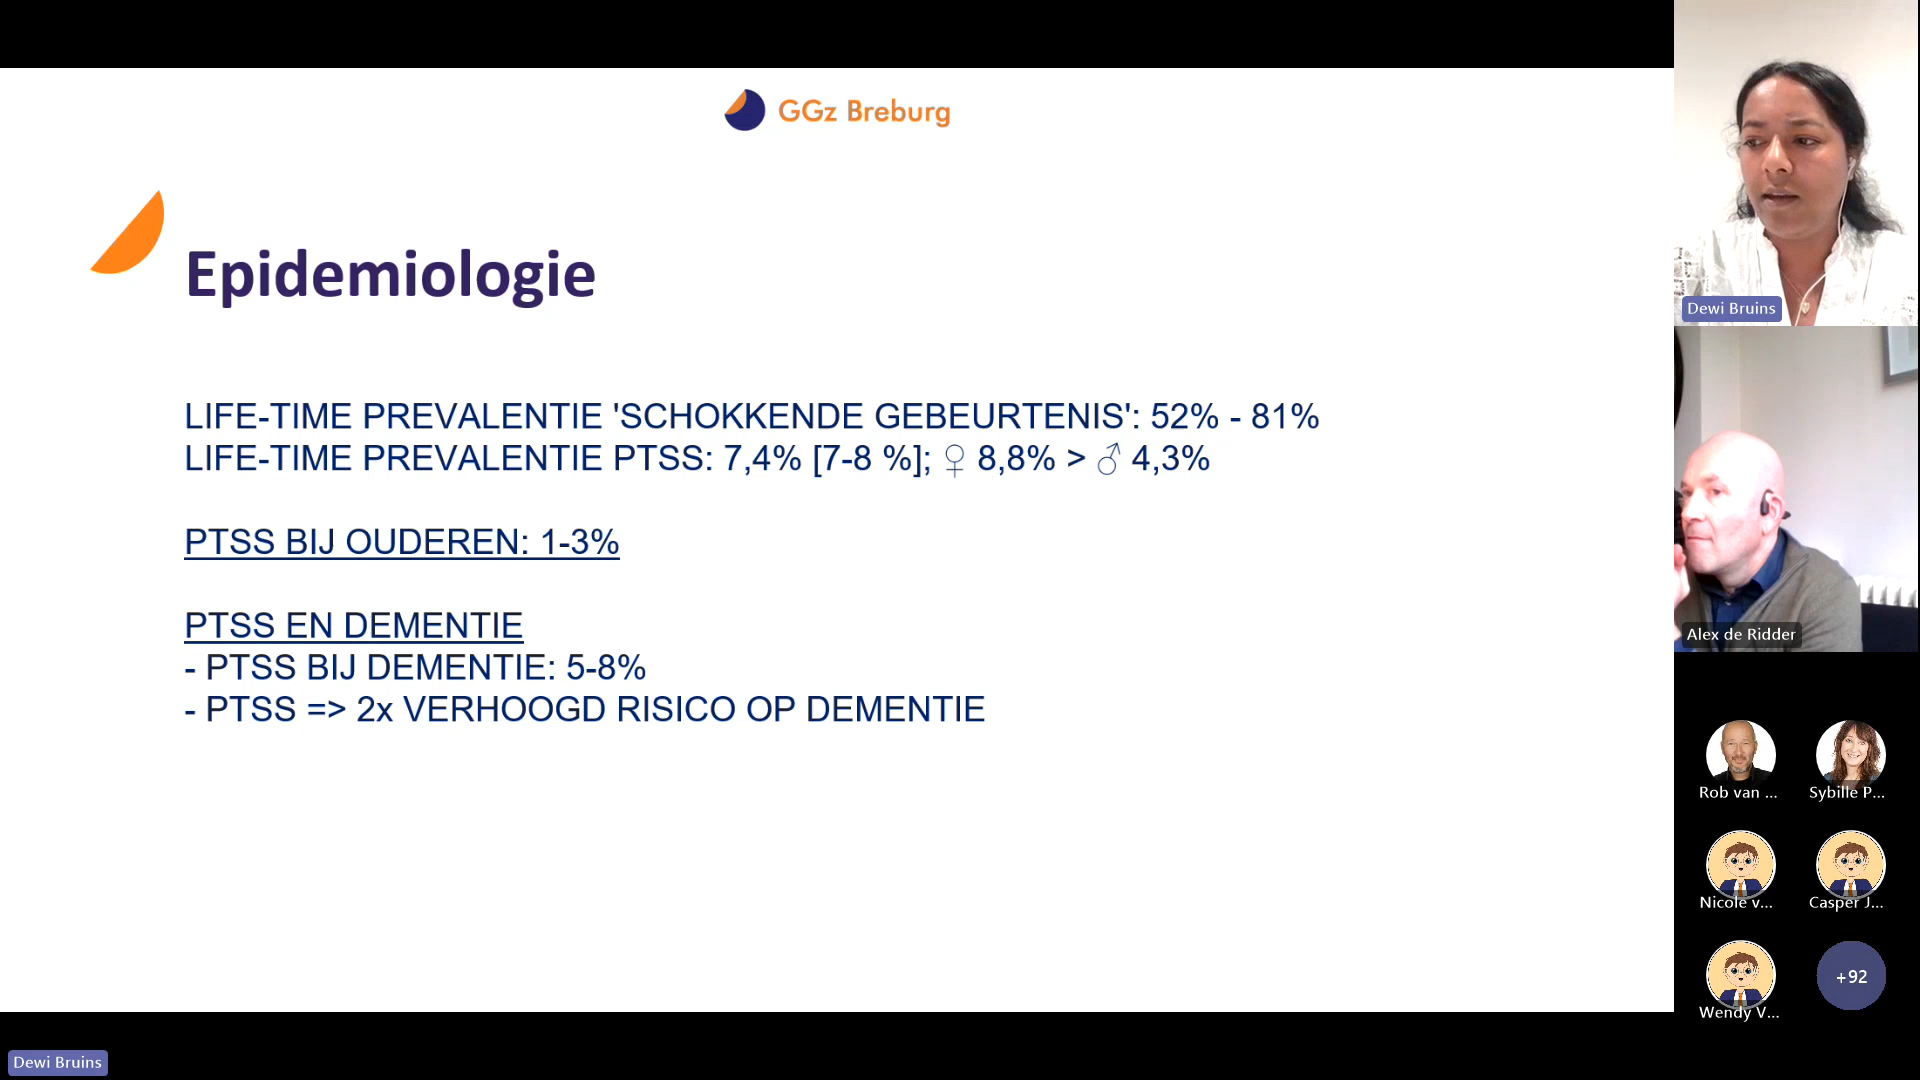 GGz Breburg
Epidemiologie
LIFE-TIME PREVALENTIE 'SCHOKKENDE GEBEURTENIS': 52% - 81%
LIFE-TIME PREVALENTIE PTSS: 7,4% [7-8 %]; ♀ 8,8% > ♂ 4,3%
PTSS BIJ OUDEREN: 1-3%
PTSS EN DEMENTIE
- PTSS BIJ DEMENTIE: 5-8%
- PTSS => 2x VERHOOGD RISICO OP DEMENTIE
Dewi Bruins
Alex de Ridder
Rob van ...
Sybille P...
Nicole v...
Casper J...
Wendy V...
+92
Dewi Bruins